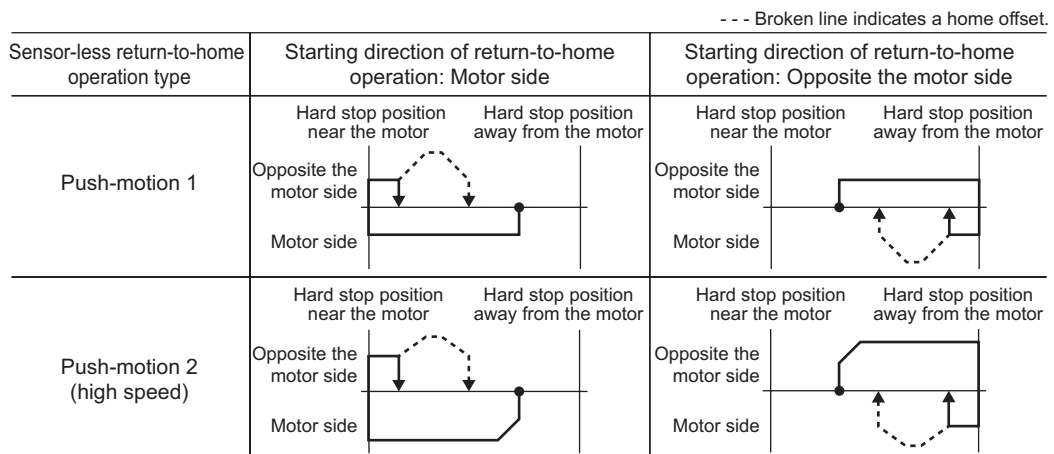 - - - Broken line indicates a home offset.
Sensor-less return-to-home
operation type
Starting direction of return-to-home
operation: Motor side
Starting direction of return-to-home
operation: Opposite the motor side
Push-motion 1
Hard stop position
near the motor
Hard stop position
away from the motor
Opposite the
motor side
Motor side
Hard stop position
near the motor
Hard stop position
away from the motor
Opposite the
motor side
Motor side
Push-motion 2
(high speed)
Hard stop position
near the motor
Hard stop position
away from the motor
Opposite the
motor side
Motor side
Hard stop position
near the motor
Hard stop position
away from the motor
Opposite the
motor side
Motor side